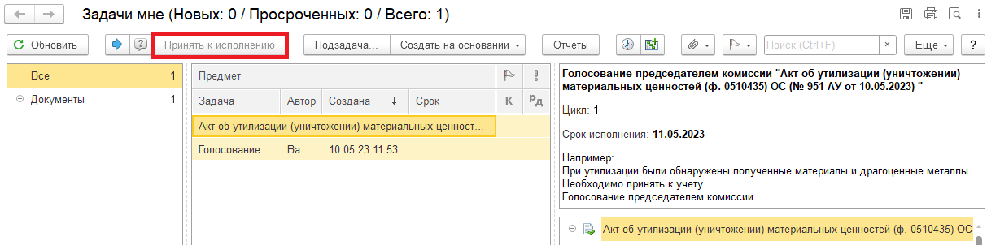 Задачи мне (Новых: 0 / Просроченных: 0 / Всего: 1)
Обновить
Принять к исполнению
Подзадача...
Создать на основании
Отчеты
Поиск (Ctrl+F)
×
Еще
?
Все 1
Документы 1
Предмет
Задача Автор Создана ↓ Срок К Рд
Акт об утилизации (уничтожении) материальных ценност...
Голосование ... Ва... 10.05.23 11:53
Голосование председателем комиссии "Акт об утилизации (уничтожении)
материальных ценностей (ф. 0510435) ОС (№ 951-АУ от 10.05.2023) "
Цикл: 1
Срок исполнения: 11.05.2023
Например:
При утилизации были обнаружены полученные материалы и драгоценные металлы.
Необходимо принять к учету.
Голосование председателем комиссии
Акт об утилизации (уничтожении) материальных ценностей (ф. 0510435) ОС